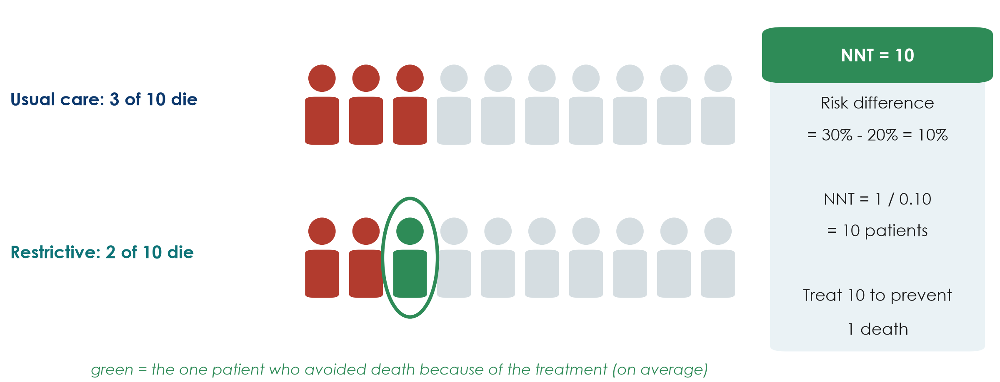 NNT = 10
Usual care: 3 of 10 die
Risk difference
= 30% - 20% = 10%
NNT = 1 / 0.10
= 10 patients
Restrictive: 2 of 10 die
Treat 10 to prevent
1 death
green = the one patient who avoided death because of the treatment (on average)